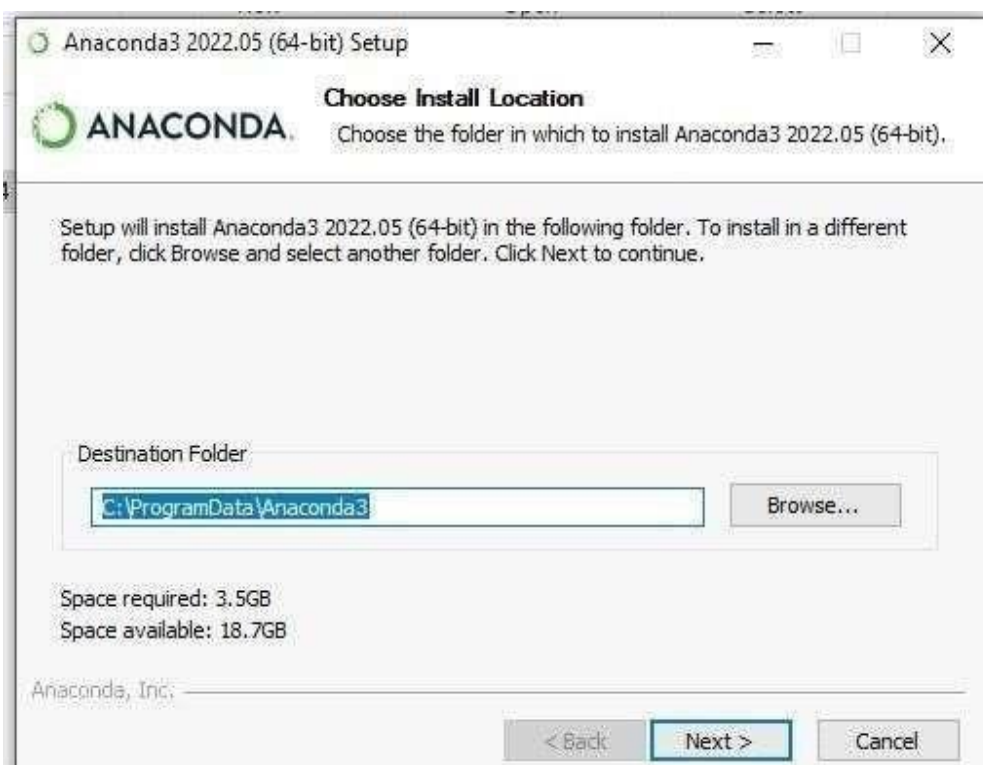 Anaconda3 2022.05 (64-bit) Setup
ANACONDA.
Choose Install Location
Choose the folder in which to install Anaconda3 2022.05 (64-bit).
Setup will install Anaconda3 2022.05 (64-bit) in the following folder. To install in a different
folder, click Browse and select another folder. Click Next to continue.
Destination Folder
C:\ProgramData\Anaconda3
Browse...
Space required: 3.5GB
Space available: 18.7GB
Anaconda, Inc.
< Back
Next >
Cancel